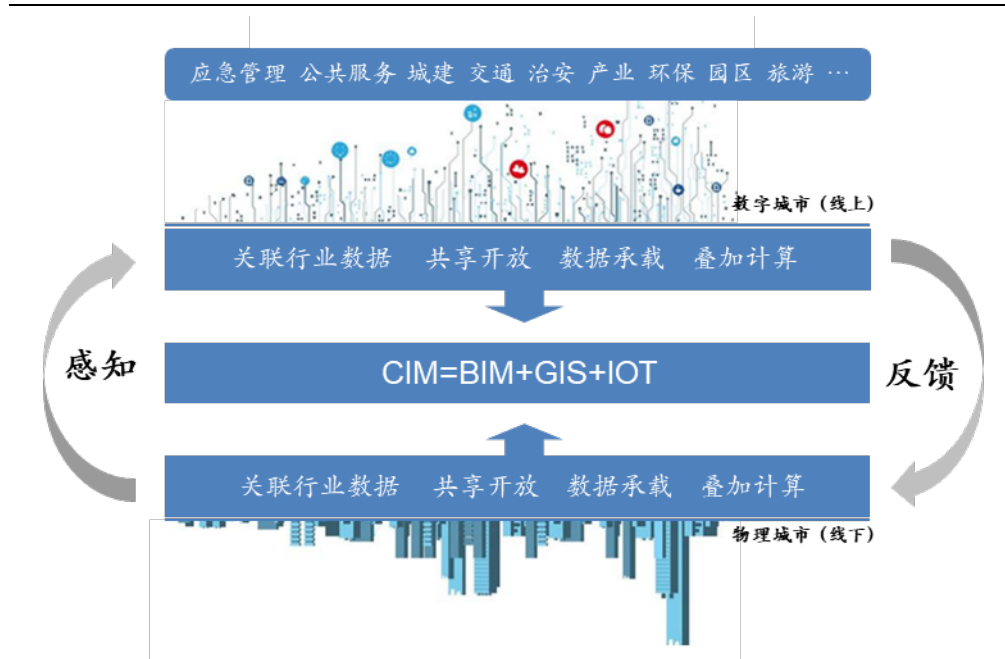 应急管理 公共服务 城建 交通 治安 产业 环保 园区 旅游 …
数字城市（线上）
关联行业数据 共享开放 数据承载 叠加计算
感知
CIM=BIM+GIS+IOT
反馈
关联行业数据 共享开放 数据承载 叠加计算
物理城市（线下）